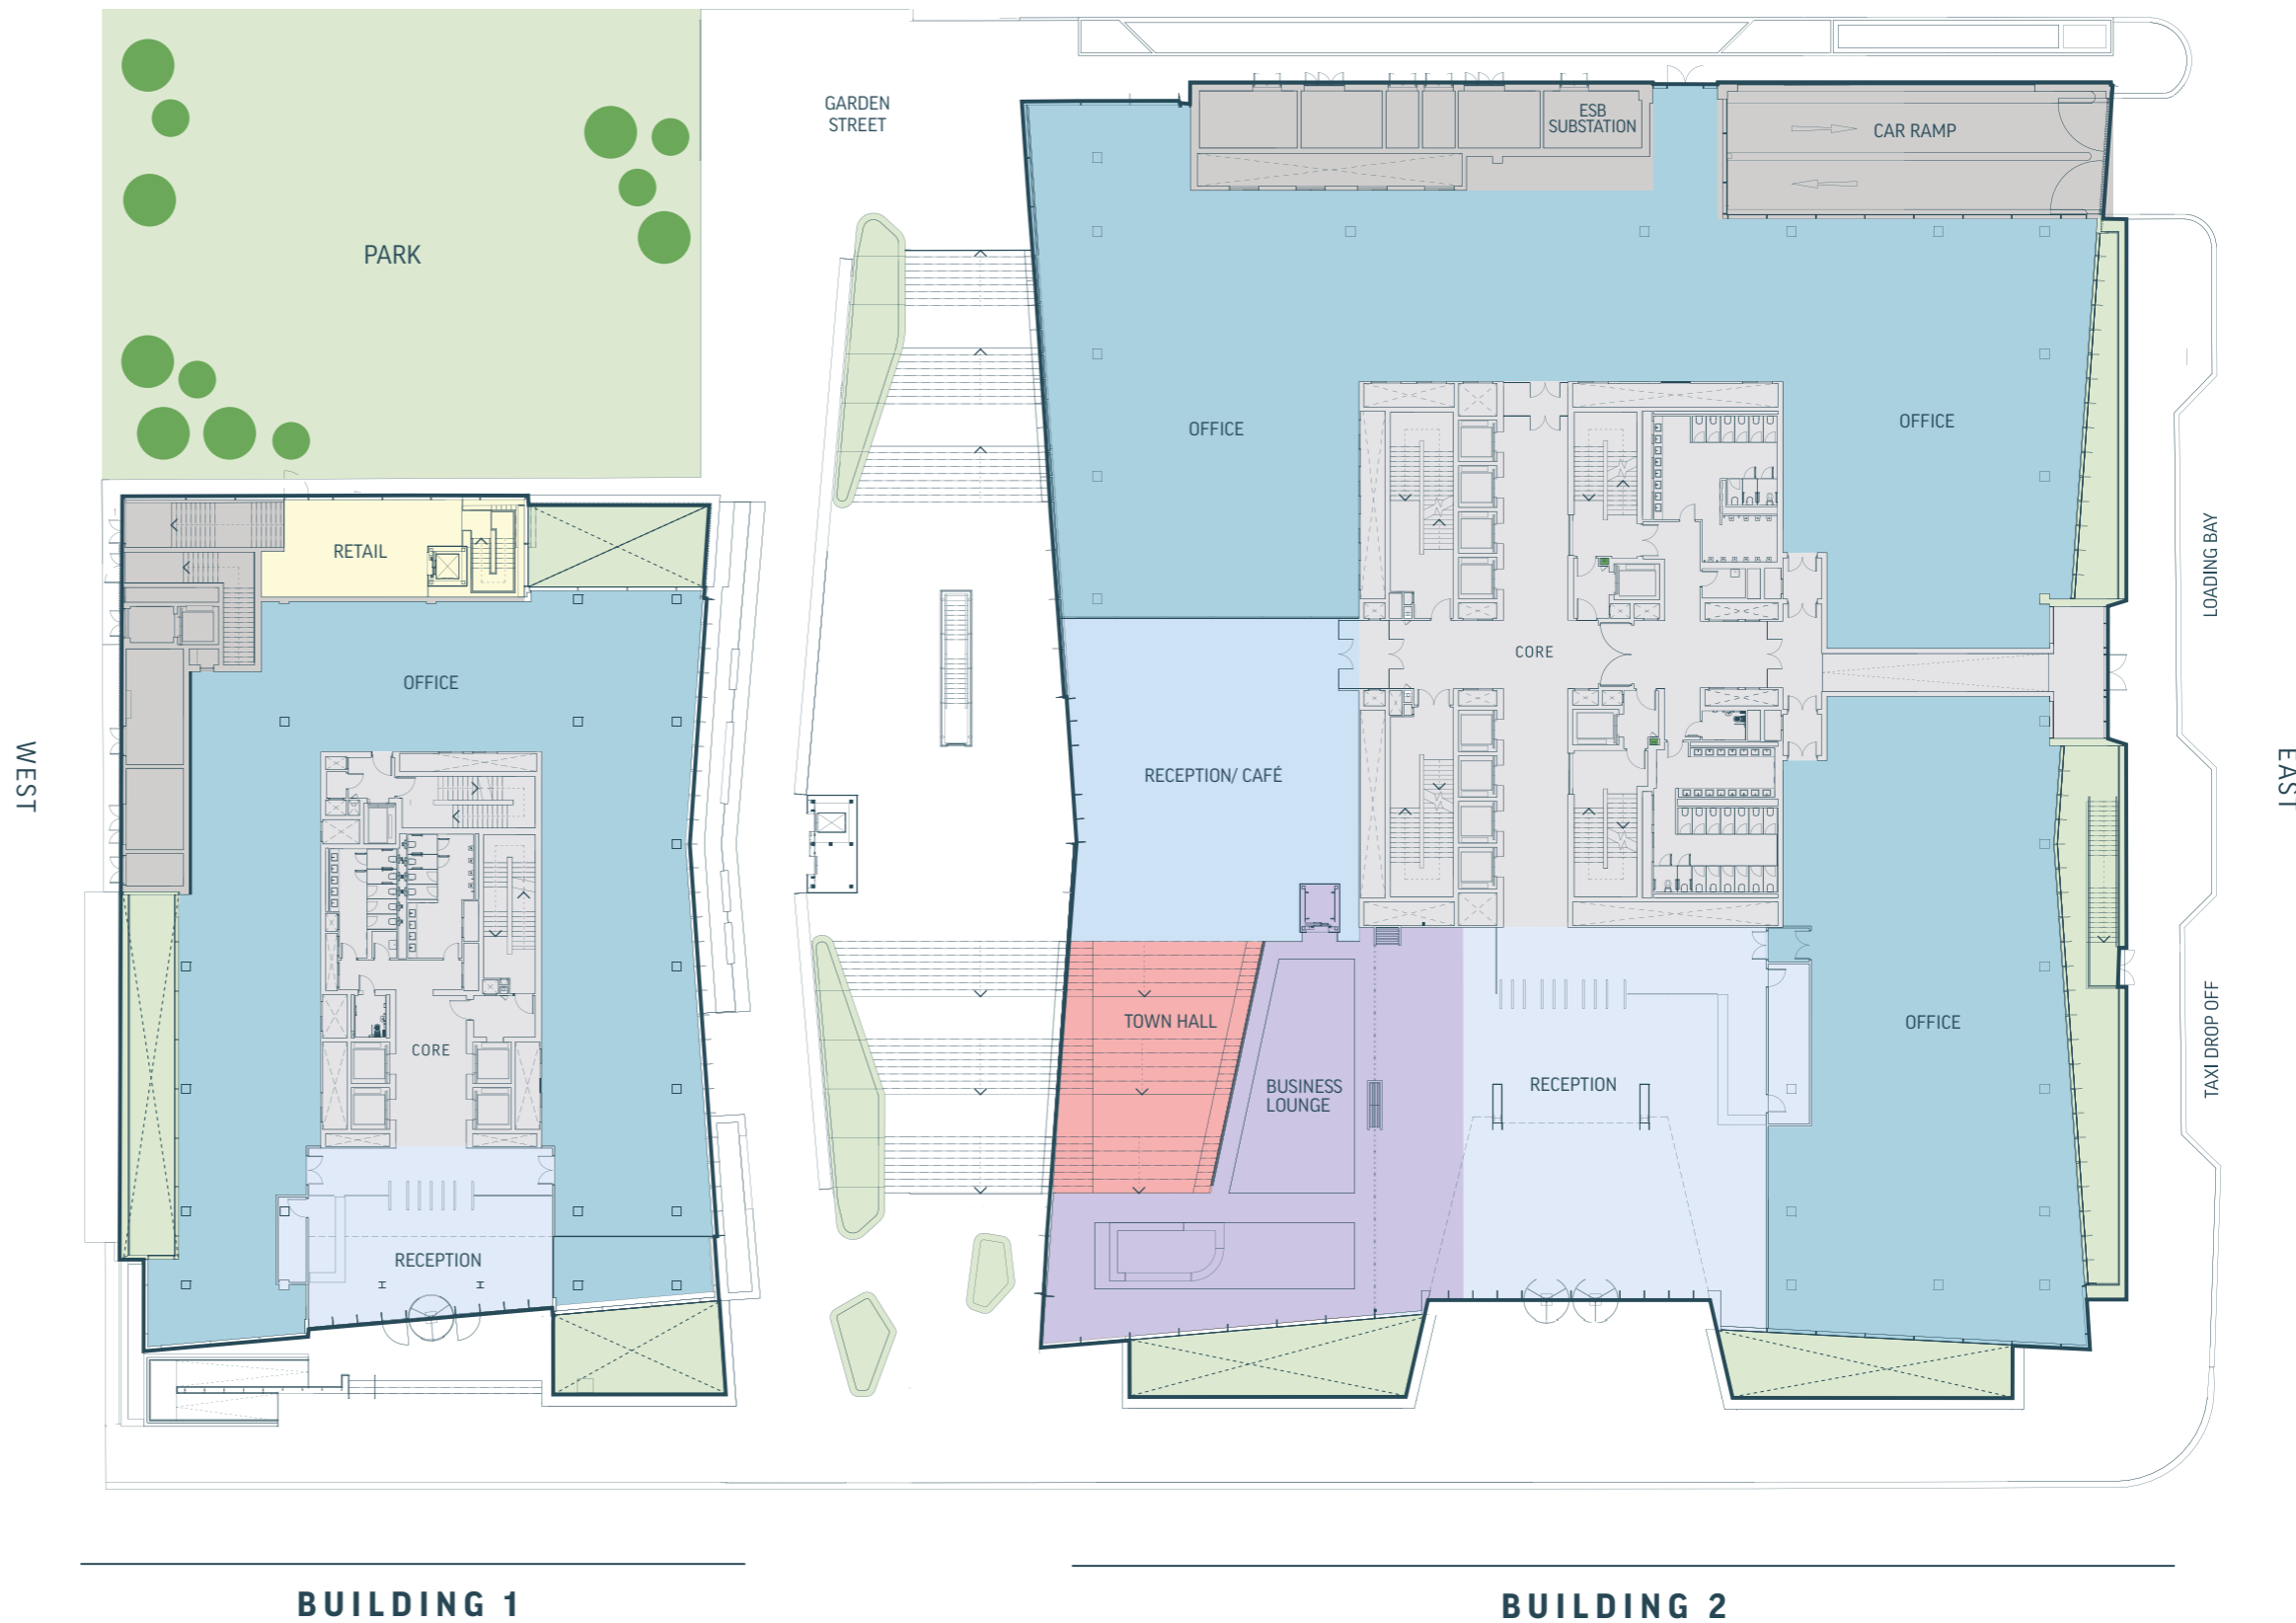 GARDEN
STREET
ESB
SUBSTATION
CAR RAMP
PARK
OFFICE
OFFICE
RETAIL
LOADING BAY
CORE
OFFICE
WEST
RECEPTION/ CAFÉ
EAST
TOWN HALL
OFFICE
CORE
BUSINESS
LOUNGE
RECEPTION
TAXI DROP OFF
RECEPTION
BUILDING 1
BUILDING 2